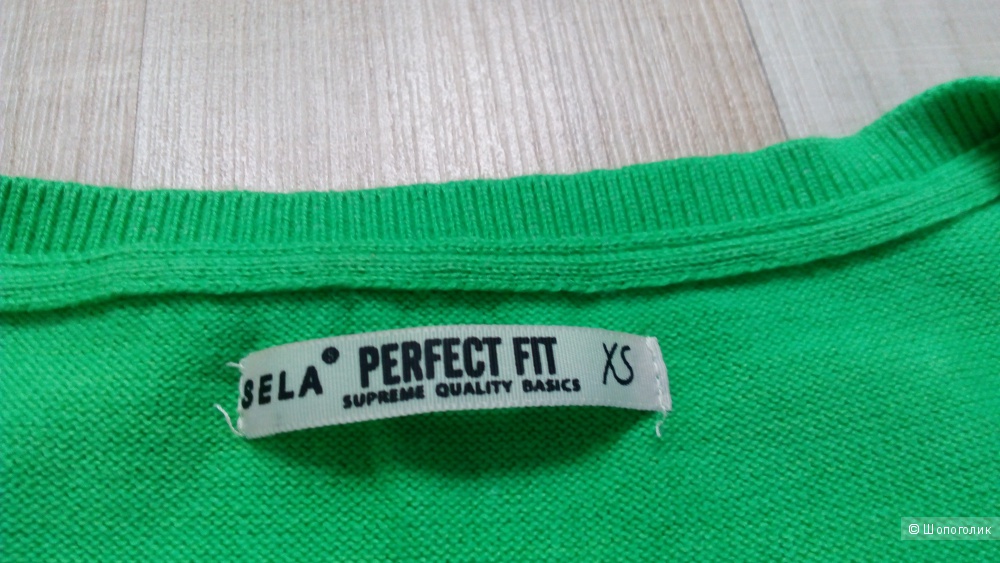 SELA® PERFECT FIT XS
SUPREME QUALITY BASICS
© Шопоголик